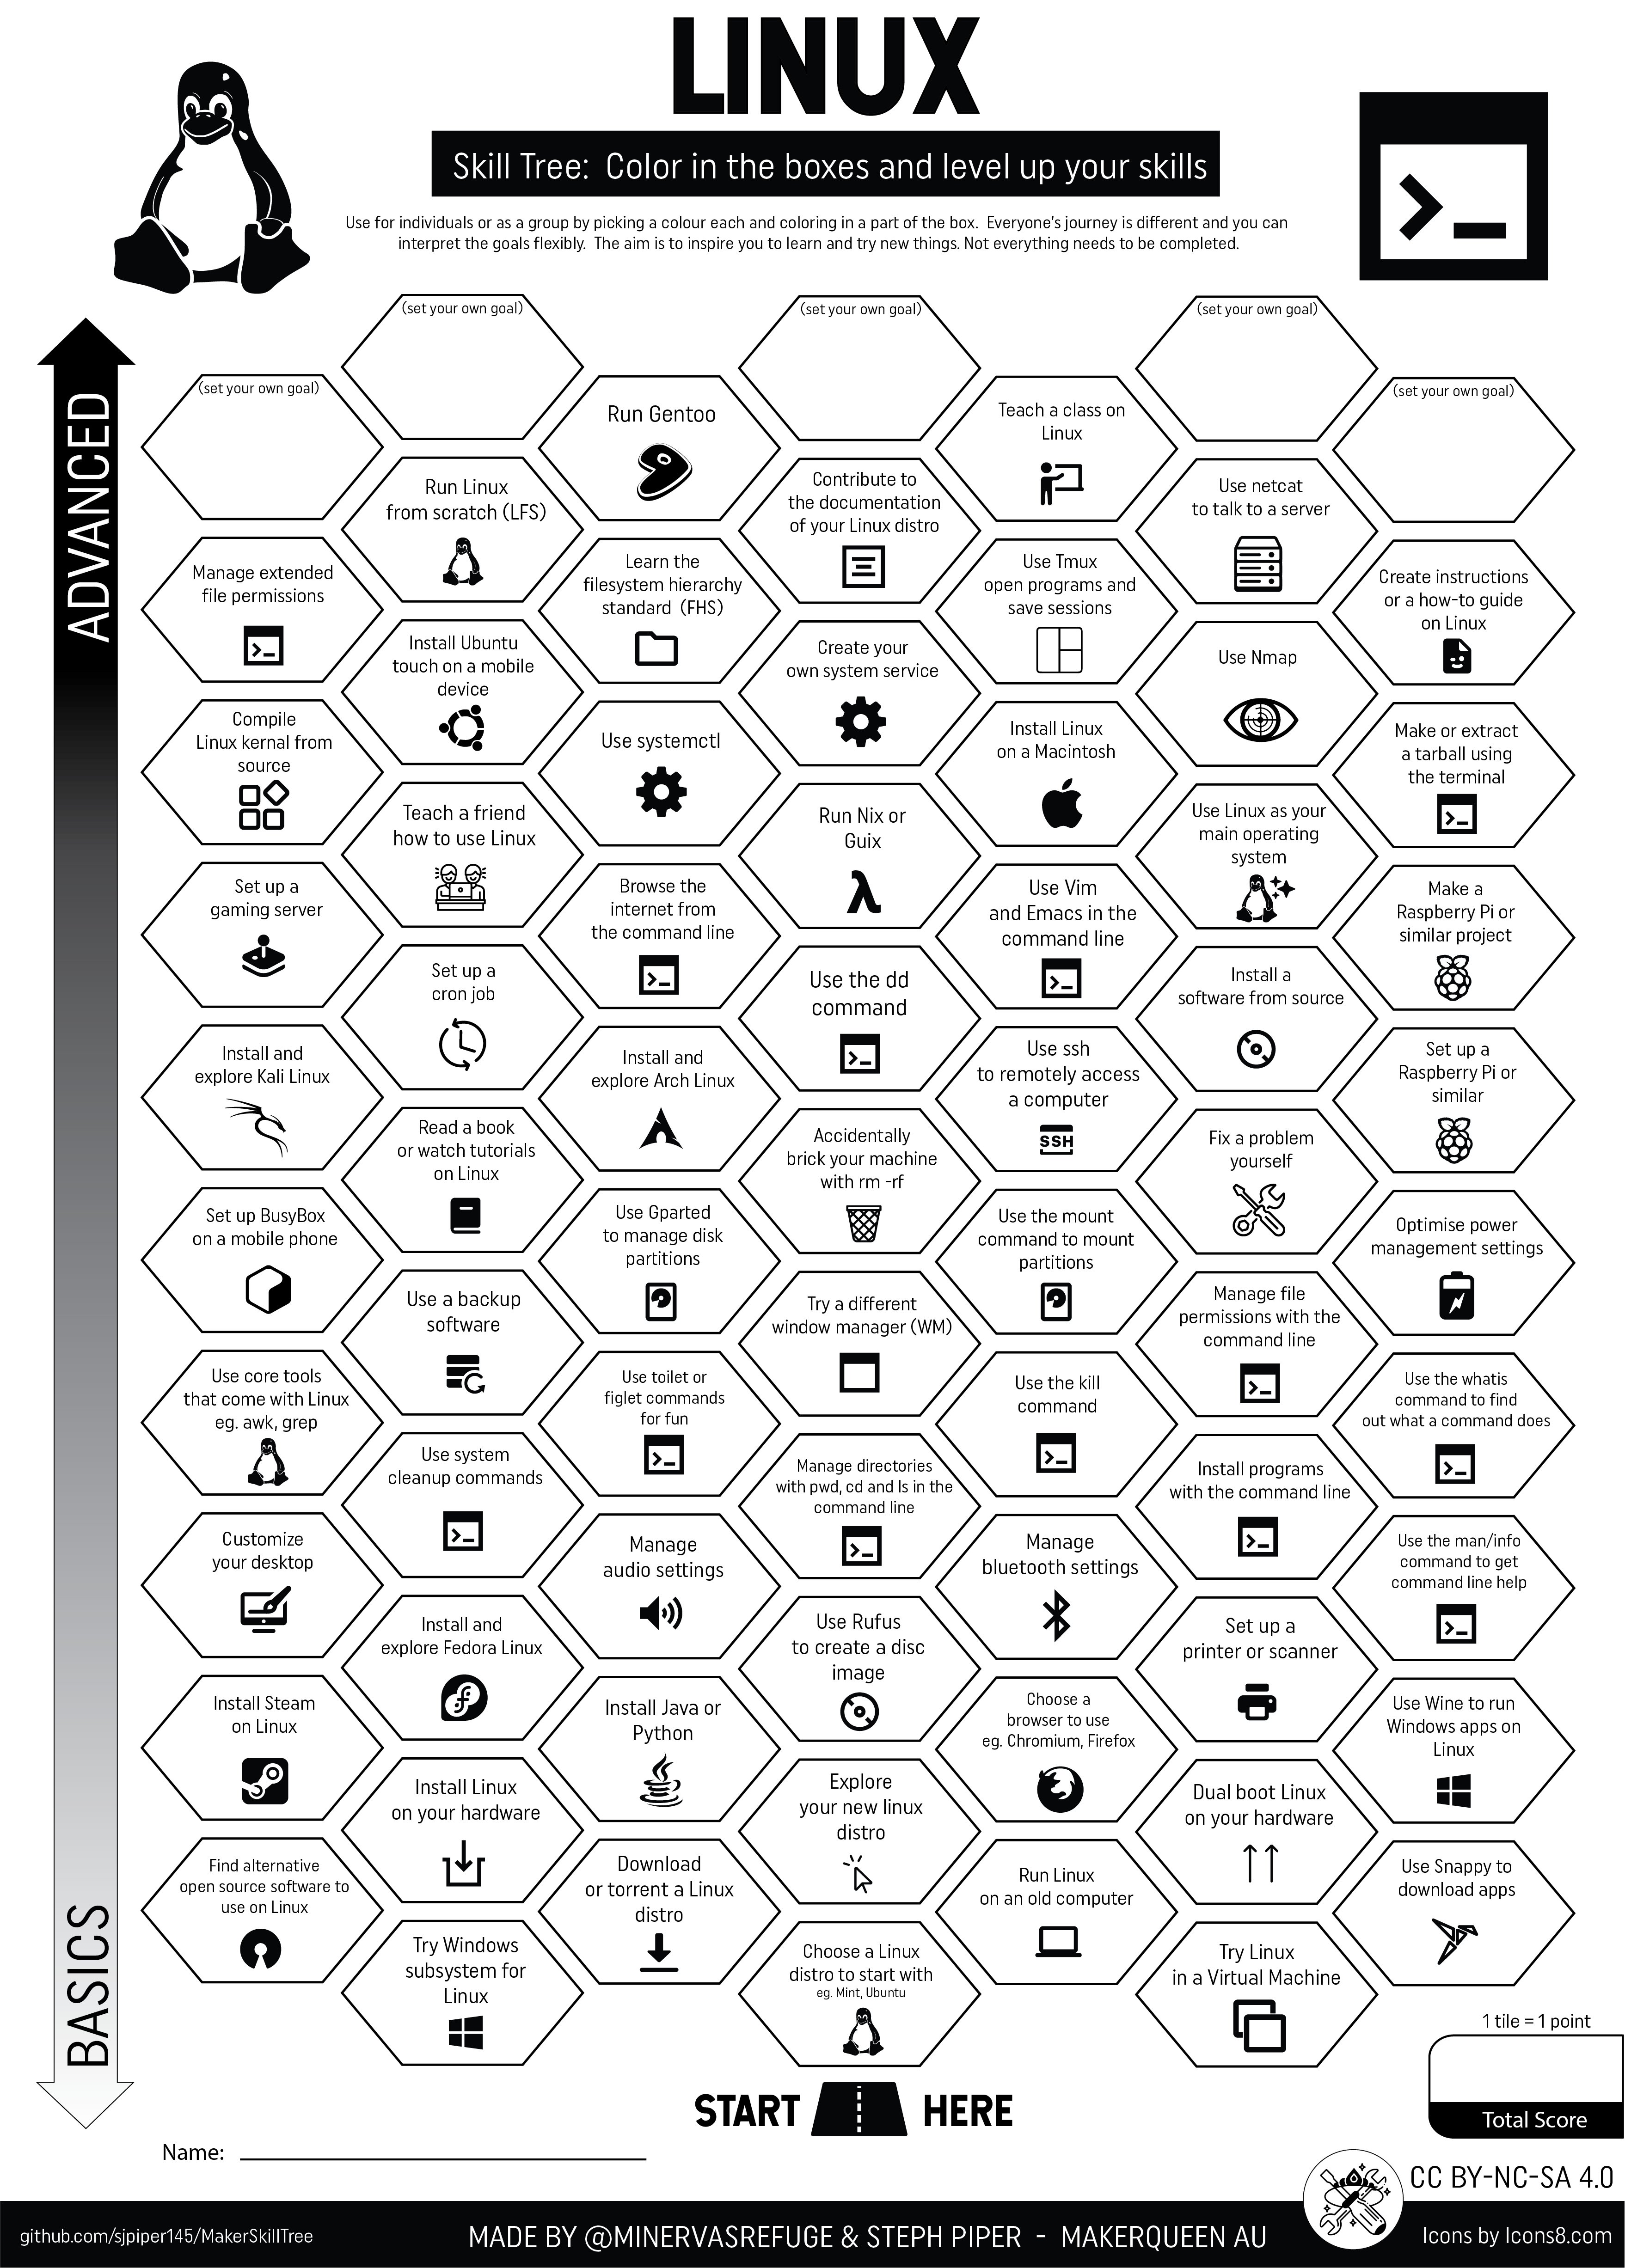 LINUX
Skill Tree:  Color in the boxes and level up your skills
Use for individuals or as a group by picking a colour each and coloring in a part of the box.  Everyone's journey is different and you can
interpret the goals flexibly.  The aim is to inspire you to learn and try new things. Not everything needs to be completed.
ADVANCED
(set your own goal)
(set your own goal)
(set your own goal)
(set your own goal)
(set your own goal)
Run Gentoo
Teach a class on
Linux
Run Linux
from scratch (LFS)
Contribute to
the documentation
of your Linux distro
Use netcat
to talk to a server
Manage extended
file permissions
Learn the
filesystem hierarchy
standard (FHS)
Use Tmux
open programs and
save sessions
Create instructions
or a how-to guide
on Linux
Install Ubuntu
touch on a mobile
device
Create your
own system service
Use Nmap
Compile
Linux kernal from
source
Use systemctl
Install Linux
on a Macintosh
Make or extract
a tarball using
the terminal
Teach a friend
how to use Linux
Run Nix or
Guix
λ
Use Linux as your
main operating
system
Set up a
gaming server
Browse the
internet from
the command line
Use Vim
and Emacs in the
command line
Make a
Raspberry Pi or
similar project
Set up a
cron job
Use the dd
command
Install a
software from source
Install and
explore Kali Linux
Install and
explore Arch Linux
Use ssh
to remotely access
a computer
SSH
Set up a
Raspberry Pi or
similar
Read a book
or watch tutorials
on Linux
Accidentally
brick your machine
with rm -rf
Fix a problem
yourself
Set up BusyBox
on a mobile phone
Use Gparted
to manage disk
partitions
Use the mount
command to mount
partitions
Optimise power
management settings
Use a backup
software
Try a different
window manager (WM)
Manage file
permissions with the
command line
Use core tools
that come with Linux
eg. awk, grep
Use toilet or
figlet commands
for fun
Use the kill
command
Use the whatis
command to find
out what a command does
Use system
cleanup commands
Manage directories
with pwd, cd and ls in the
command line
Install programs
with the command line
Customize
your desktop
Manage
audio settings
Manage
bluetooth settings
Use the man/info
command to get
command line help
Install and
explore Fedora Linux
Use Rufus
to create a disc
image
Set up a
printer or scanner
Install Steam
on Linux
Install Java or
Python
Choose a
browser to use
eg. Chromium, Firefox
Use Wine to run
Windows apps on
Linux
Install Linux
on your hardware
Explore
your new linux
distro
Dual boot Linux
on your hardware
Find alternative
open source software to
use on Linux
Download
or torrent a Linux
distro
Run Linux
on an old computer
Use Snappy to
download apps
Try Windows
subsystem for
Linux
Choose a Linux
distro to start with
eg. Mint, Ubuntu
Try Linux
in a Virtual Machine
BASICS
START HERE
1 tile = 1 point
Total Score
Name:
CC BY-NC-SA 4.0
github.com/sjpiper145/MakerSkillTree
MADE BY @MINERVASREFUGE & STEPH PIPER  -  MAKERQUEEN AU
Icons by Icons8.com